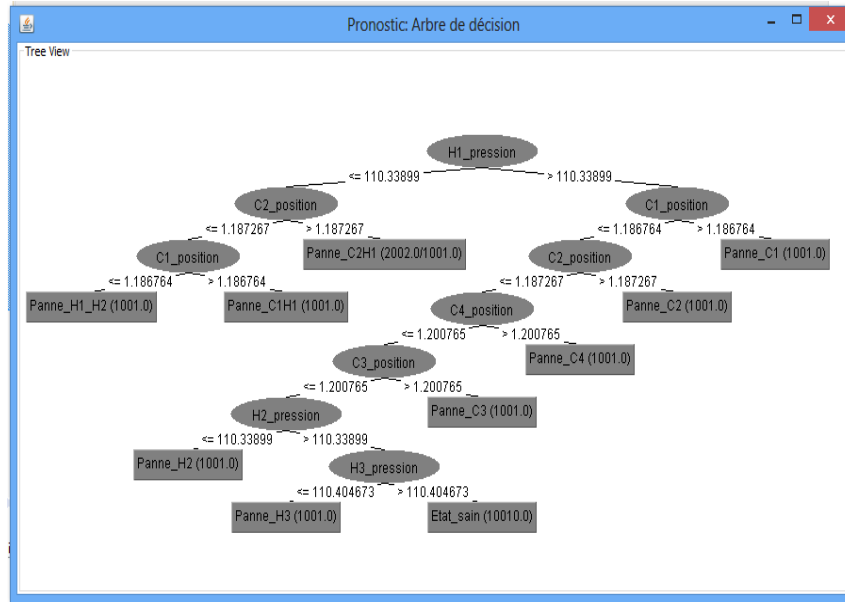 Pronostic: Arbre de décision
Tree View
H1_pression
<= 110.33899 > 110.33899
C2_position C1_position
<= 1.187267 > 1.187267 <= 1.186764 > 1.186764
C1_position Panne_C2H1 (2002.0/1001.0) C2_position Panne_C1 (1001.0)
<= 1.186764 > 1.186764 <= 1.187267 > 1.187267
Panne_H1_H2 (1001.0) Panne_C1H1 (1001.0) C4_position Panne_C2 (1001.0)
<= 1.200765 > 1.200765
C3_position Panne_C4 (1001.0)
<= 1.200765 > 1.200765
H2_pression Panne_C3 (1001.0)
<= 110.33899 > 110.33899
Panne_H2 (1001.0) H3_pression
<= 110.404673 > 110.404673
Panne_H3 (1001.0) Etat_sain (10010.0)